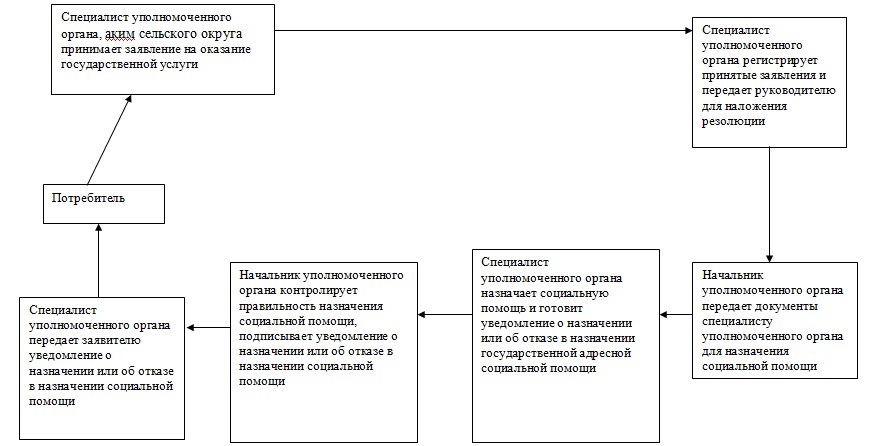 Специалист уполномоченного
органа, аким сельского округа
принимает заявление на оказание
государственной услуги
Специалист
уполномоченного
органа регистрирует
принятые заявления и
передает руководителю
для наложения
резолюции
Потребитель
Начальник
уполномоченного органа
передает документы
специалисту
уполномоченного органа
для назначения
социальной помощи
Специалист
уполномоченного органа
назначает социальную
помощь и готовит
уведомление о назначении
или об отказе в назначении
государственной адресной
социальной помощи
Начальник уполномоченного
органа контролирует
правильность назначения
социальной помощи,
подписывает уведомление о
назначении или об отказе в
назначении социальной
помощи
Специалист
уполномоченного органа
передает заявителю
уведомление о
назначении или об отказе
в назначении социальной
помощи